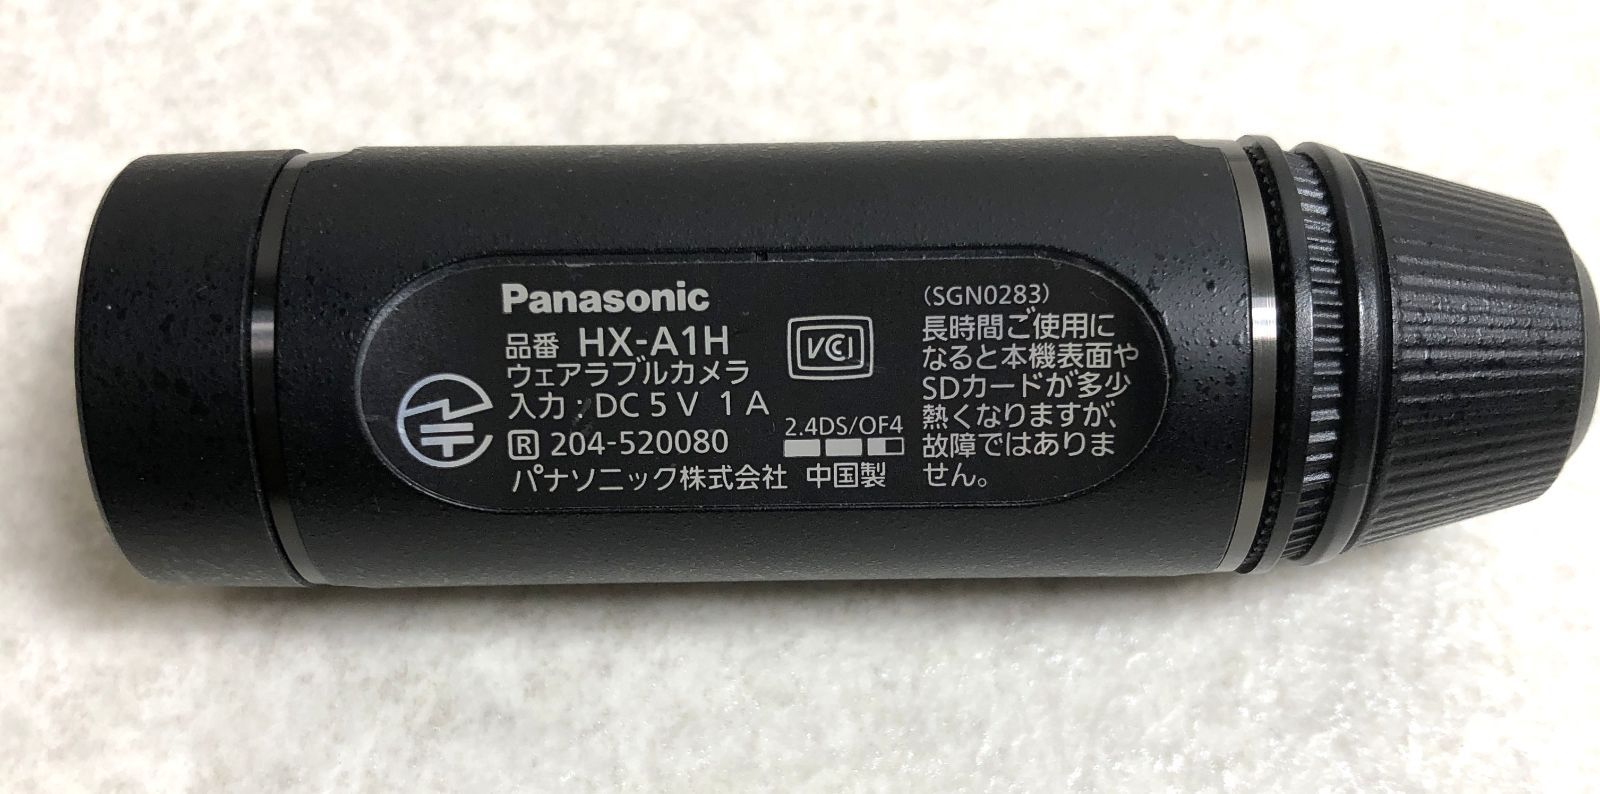 Panasonic
品番 HX-A1H
ウェアラブルカメラ
入力：DC 5 V 1 A
R 204-520080
パナソニック株式会社 中国製
VCCI
2.4DS/OF4
(SGN0283)
長時間ご使用に
なると本機表面や
SDカードが多少
熱くなりますが、
故障ではありま
せん。